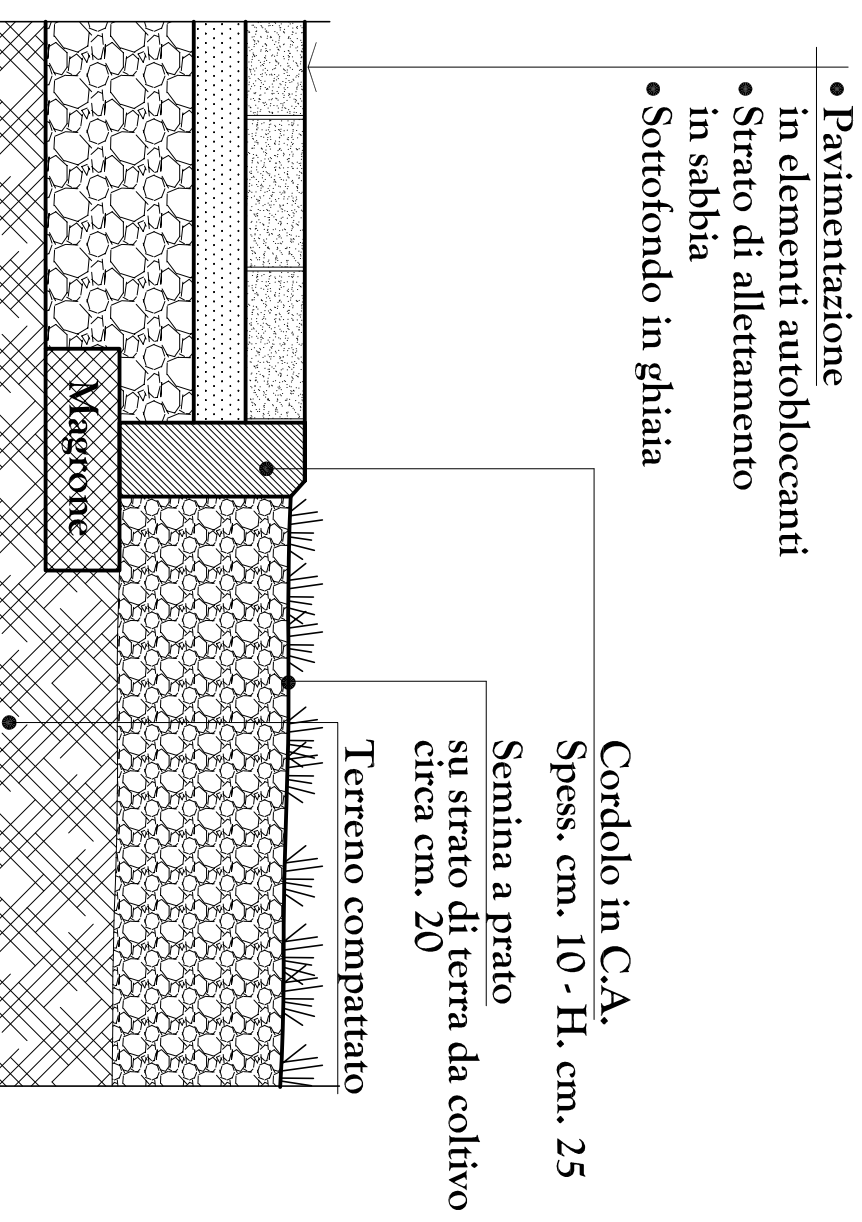 • Pavimentazione
in elementi autobloccanti
• Strato di allettamento
in sabbia
• Sottofondo in ghiaia
Cordolo in C.A.
Spess. cm. 10 - H. cm. 25
Semina a prato
su strato di terra da coltivo
circa cm. 20
Terreno compattato
Magrone